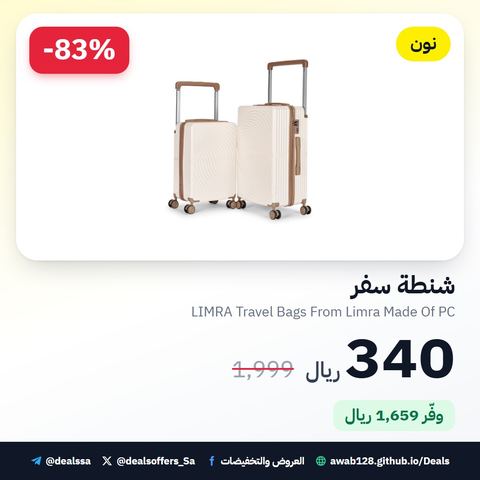 -83%
نون
شنطة سفر
LIMRA Travel Bags From Limra Made Of PC
340 ريال 1,999
وفّر 1,659 ريال
@dealssa @dealsoffers_Sa العروض والتخفيضات awab128.github.io/Deals